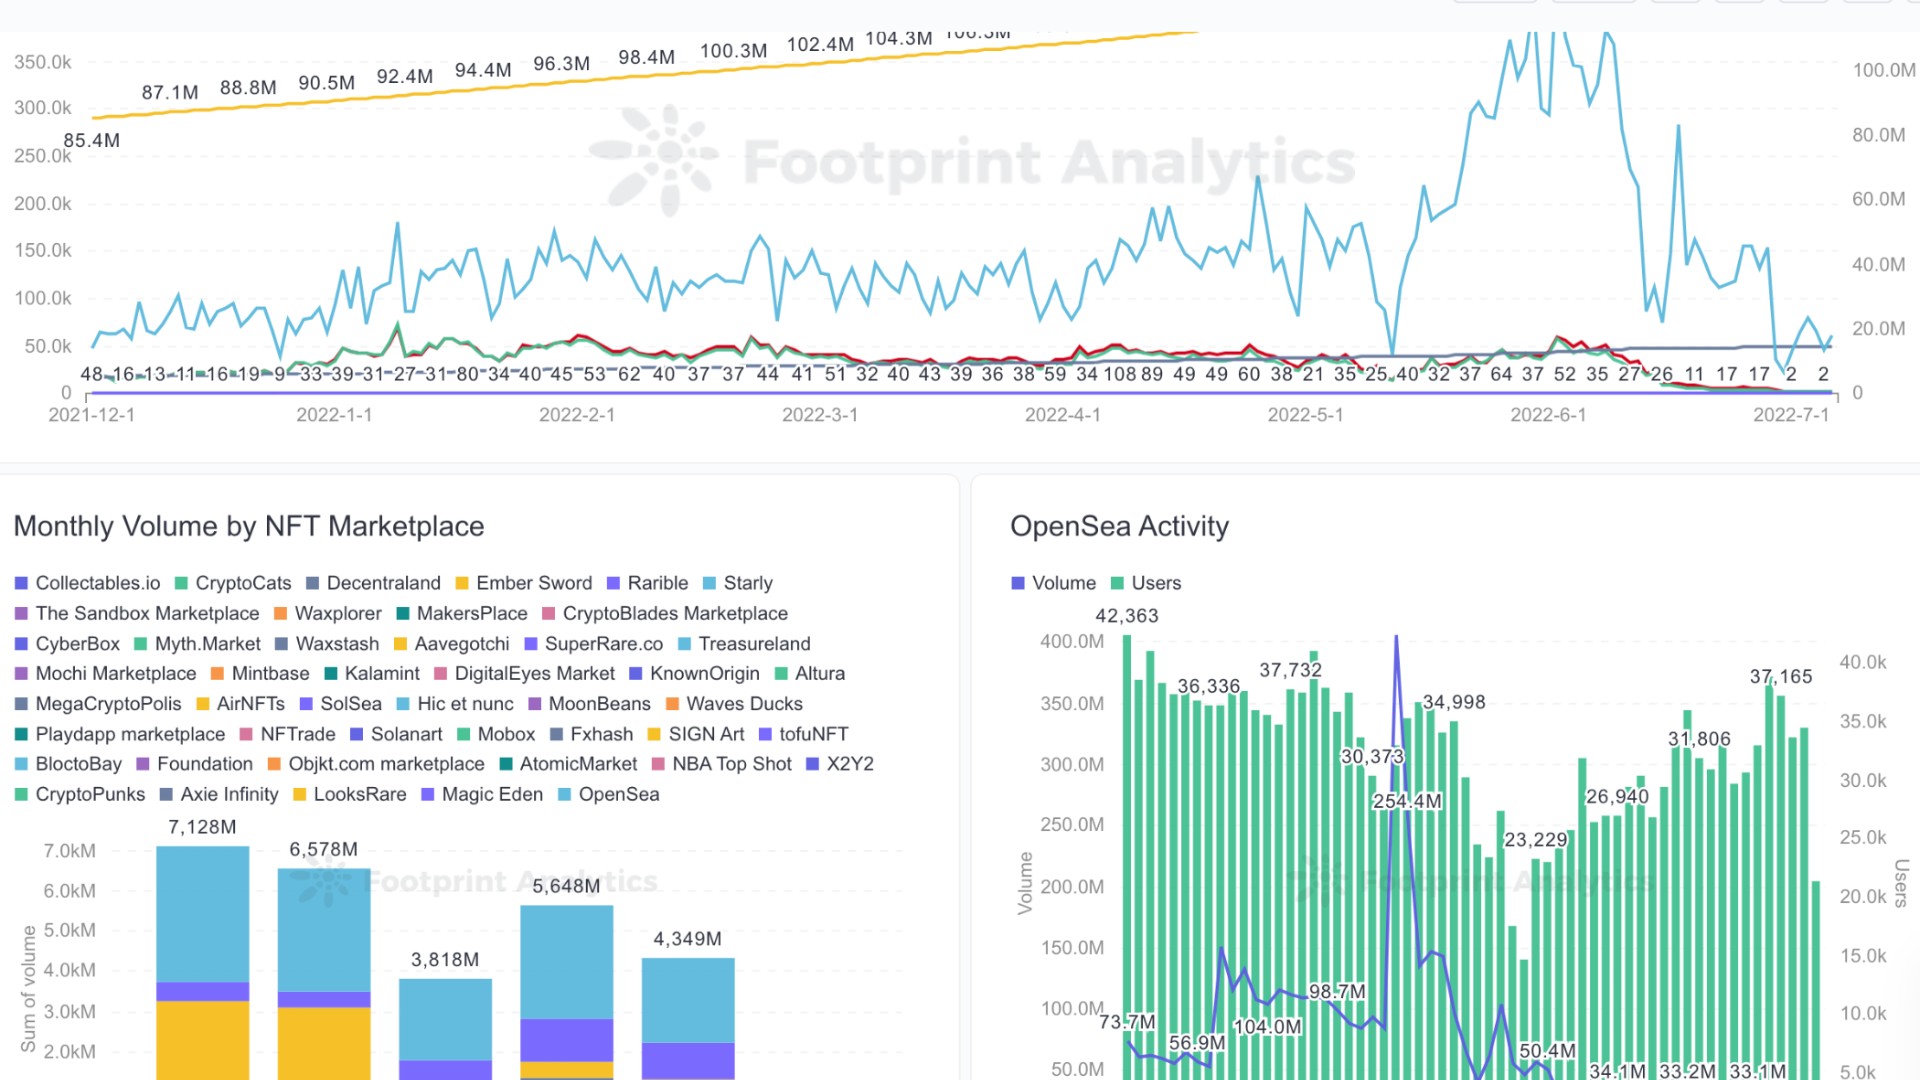 350.0k
300.0k
250.0k
200.0k
150.0k
100.0k
50.0k
0
85.4M 87.1M 88.8M 90.5M 92.4M 94.4M 96.3M 98.4M 100.3M 102.4M 104.3M 106.3M
100.0M
80.0M
60.0M
40.0M
20.0M
0
Footprint Analytics
48 16 13 11 16 19 9 33 39 31 27 31 80 34 40 45 53 62 40 37 37 44 41 51 32 40 43 39 36 38 59 34 108 89 49 49 60 38 21 35 25 40 32 37 64 37 52 35 27 26 11 17 17 2 2
2021-12-1 2022-1-1 2022-2-1 2022-3-1 2022-4-1 2022-5-1 2022-6-1 2022-7-1
Monthly Volume by NFT Marketplace
Collectables.io CryptoCats Decentraland Ember Sword Rarible Starly
The Sandbox Marketplace Waxplorer MakersPlace CryptoBlades Marketplace
CyberBox Myth.Market Waxstash Aavegotchi SuperRare.co Treasureland
Mochi Marketplace Mintbase Kalamint DigitalEyes Market KnownOrigin Altura
MegaCryptoPolis AirNFTs SolSea Hic et nunc MoonBeans Waves Ducks
Playdapp marketplace NFTrade Solanart Mobox Fxhash SIGN Art tofuNFT
BloctoBay Foundation Objkt.com marketplace AtomicMarket NBA Top Shot X2Y2
CryptoPunks Axie Infinity LooksRare Magic Eden OpenSea
7,128M
6,578M
3,818M
5,648M
4,349M
7.0kM
6.0kM
5.0kM
4.0kM
3.0kM
2.0kM
Sum of volume
Footprint Analytics
OpenSea Activity
Volume Users
42,363
36,336
37,732
30,373
34,998
23,229
26,940
31,806
37,165
400.0M
350.0M
300.0M
250.0M
200.0M
150.0M
100.0M
50.0M
Volume
73.7M
56.9M
104.0M
98.7M
254.4M
50.4M
34.1M
33.2M
33.1M
40.0k
35.0k
30.0k
25.0k
20.0k
15.0k
10.0k
5.0k
Users
Footprint Analytics